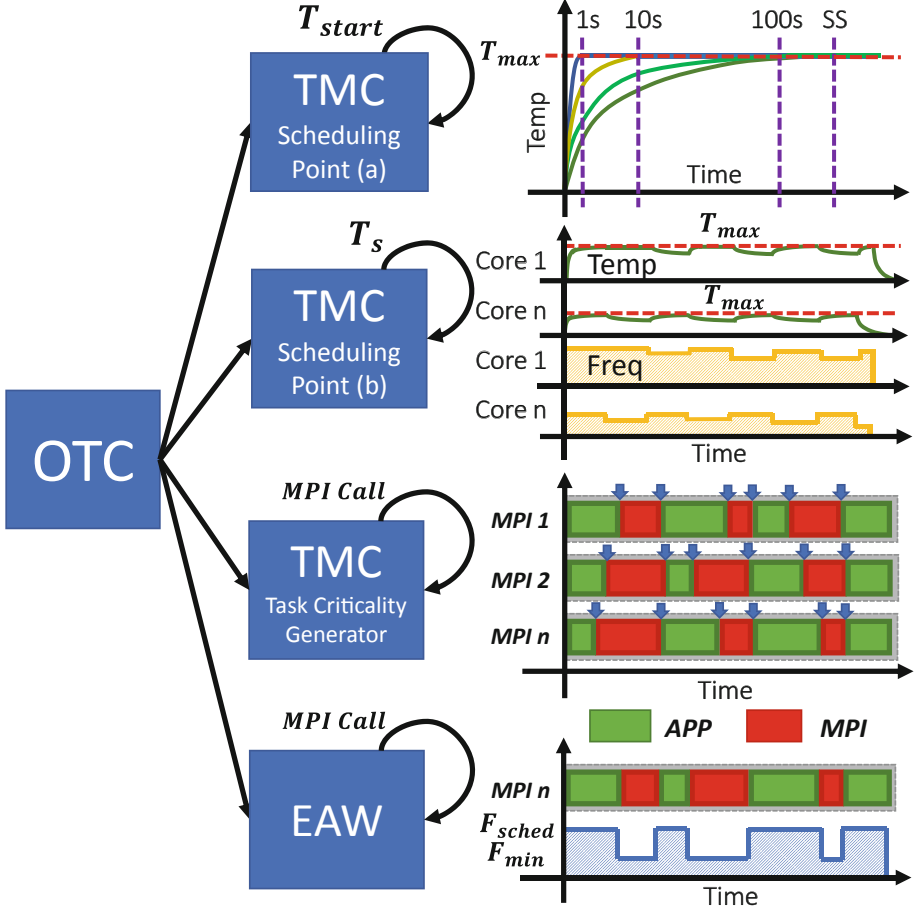 OTC
T_start
TMC
Scheduling
Point (a)
T_s
TMC
Scheduling
Point (b)
MPI Call
TMC
Task Criticality
Generator
MPI Call
EAW
1s 10s 100s SS
T_max
Temp
Time
T_max
Core 1
Temp
T_max
Core n
Core 1
Freq
Core n
Time
MPI 1
MPI 2
MPI n
Time
APP MPI
MPI n
F_sched
F_min
Time